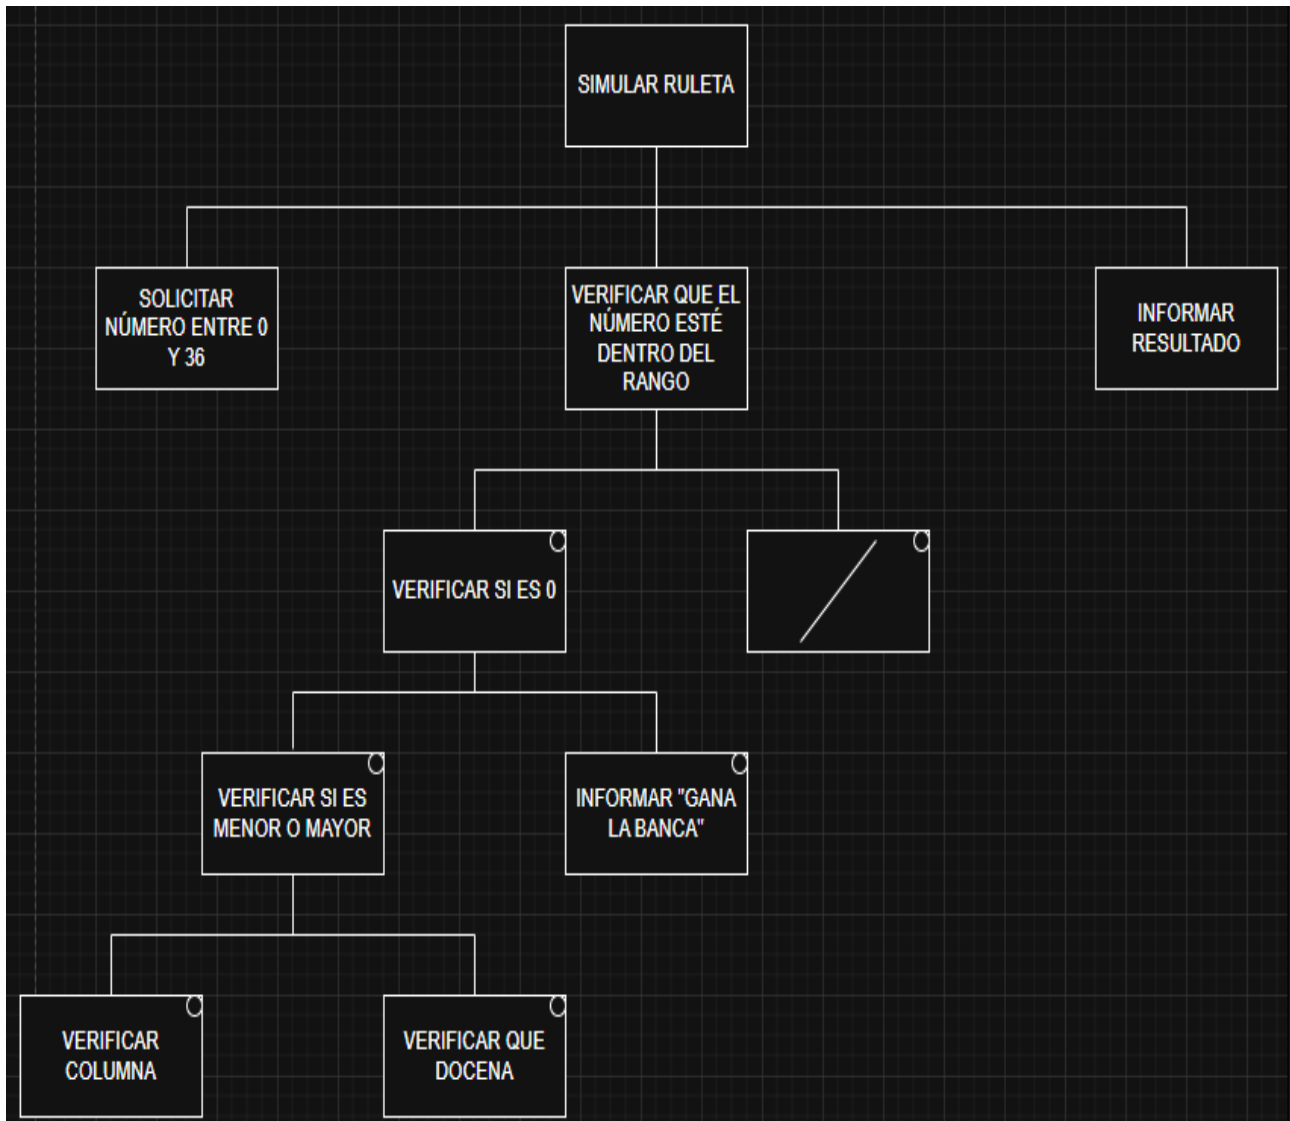 SIMULAR RULETA
SOLICITAR
NÚMERO ENTRE 0
Y 36
VERIFICAR QUE EL
NÚMERO ESTÉ
DENTRO DEL
RANGO
INFORMAR
RESULTADO
VERIFICAR SI ES 0
VERIFICAR SI ES
MENOR O MAYOR
INFORMAR "GANA
LA BANCA"
VERIFICAR
COLUMNA
VERIFICAR QUE
DOCENA